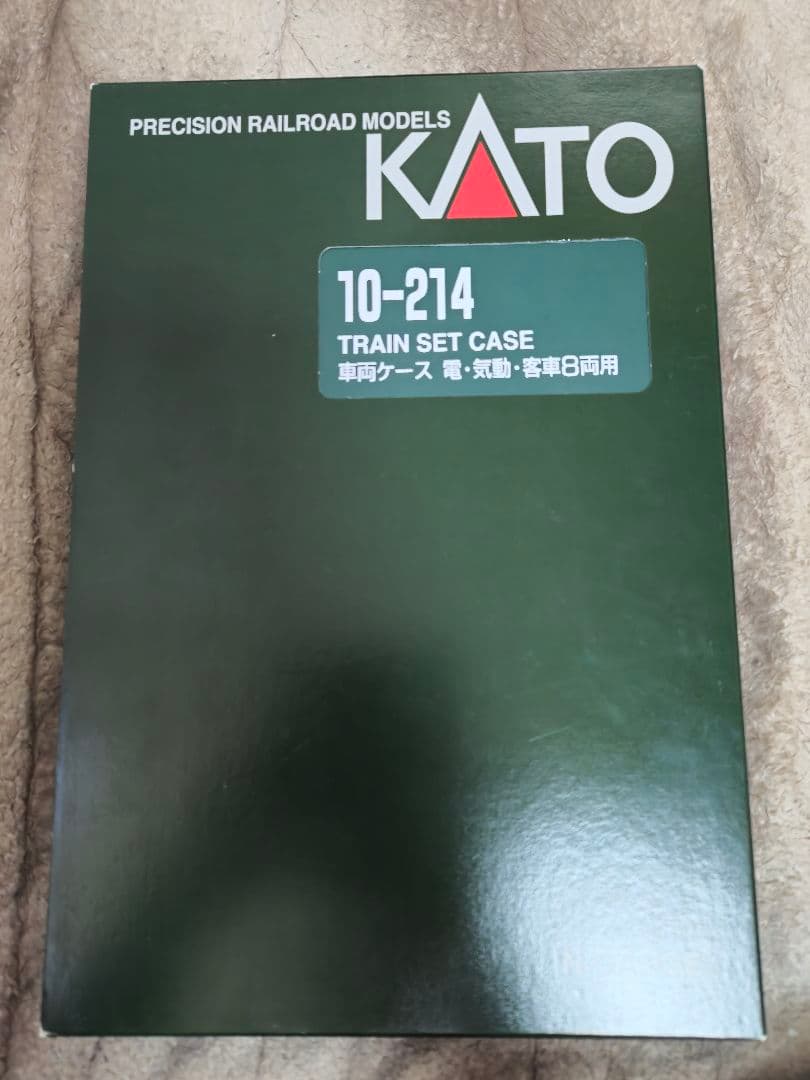 PRECISION RAILROAD MODELS
KATO
10-214
TRAIN SET CASE
車両ケース 電・気動・客車8両用